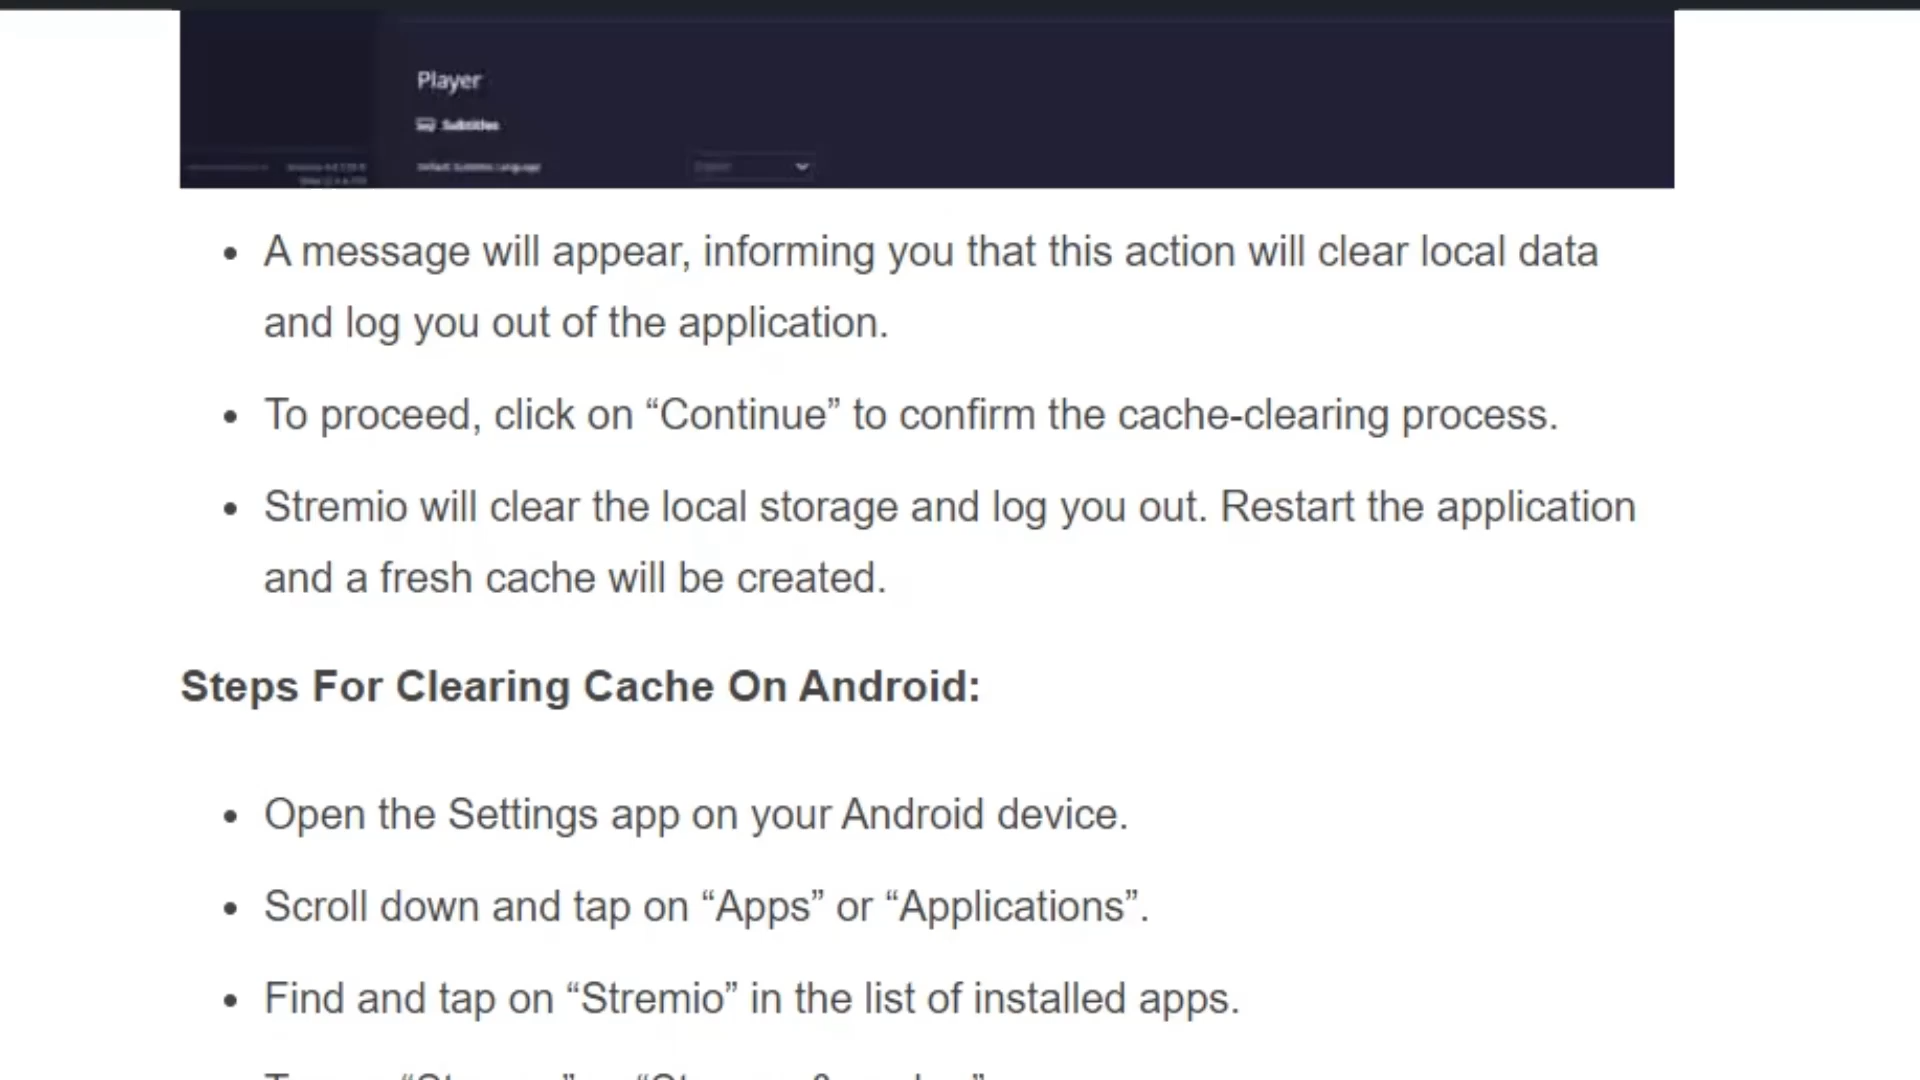 Player
Subtitles
Default Subtitles Language
A message will appear, informing you that this action will clear local data
and log you out of the application.
To proceed, click on “Continue” to confirm the cache-clearing process.
Stremio will clear the local storage and log you out. Restart the application
and a fresh cache will be created.
Steps For Clearing Cache On Android:
Open the Settings app on your Android device.
Scroll down and tap on “Apps” or “Applications”.
Find and tap on “Stremio” in the list of installed apps.